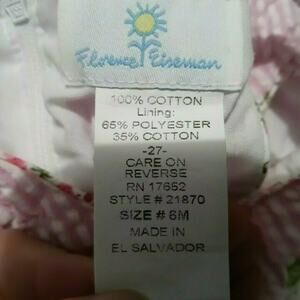 Florence Eiseman
100% COTTON
Lining:
65% POLYESTER
35% COTTON
-27-
CARE ON
REVERSE
RN 17652
STYLE # 21870
SIZE # 6M
MADE IN
EL SALVADOR